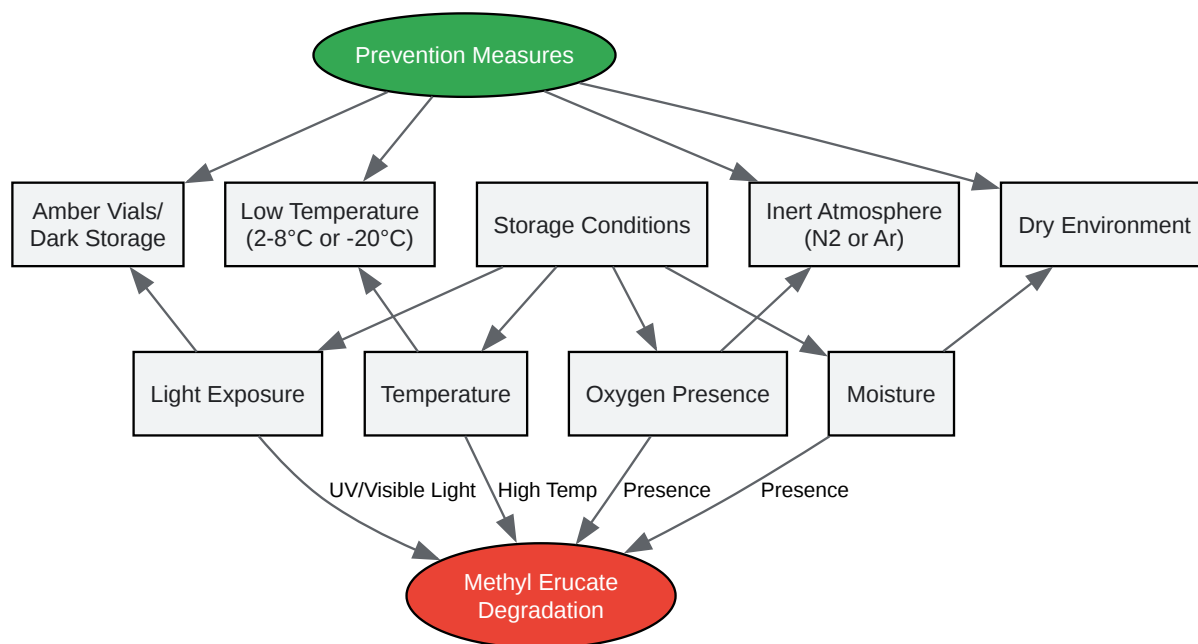 Prevention Measures
Amber Vials/
Dark Storage
Low Temperature
(2-8°C or -20°C)
Storage Conditions
Inert Atmosphere
(N2 or Ar)
Dry Environment
Light Exposure
Temperature
Oxygen Presence
Moisture
UV/Visible Light
High Temp
Presence
Presence
Methyl Erucate
Degradation